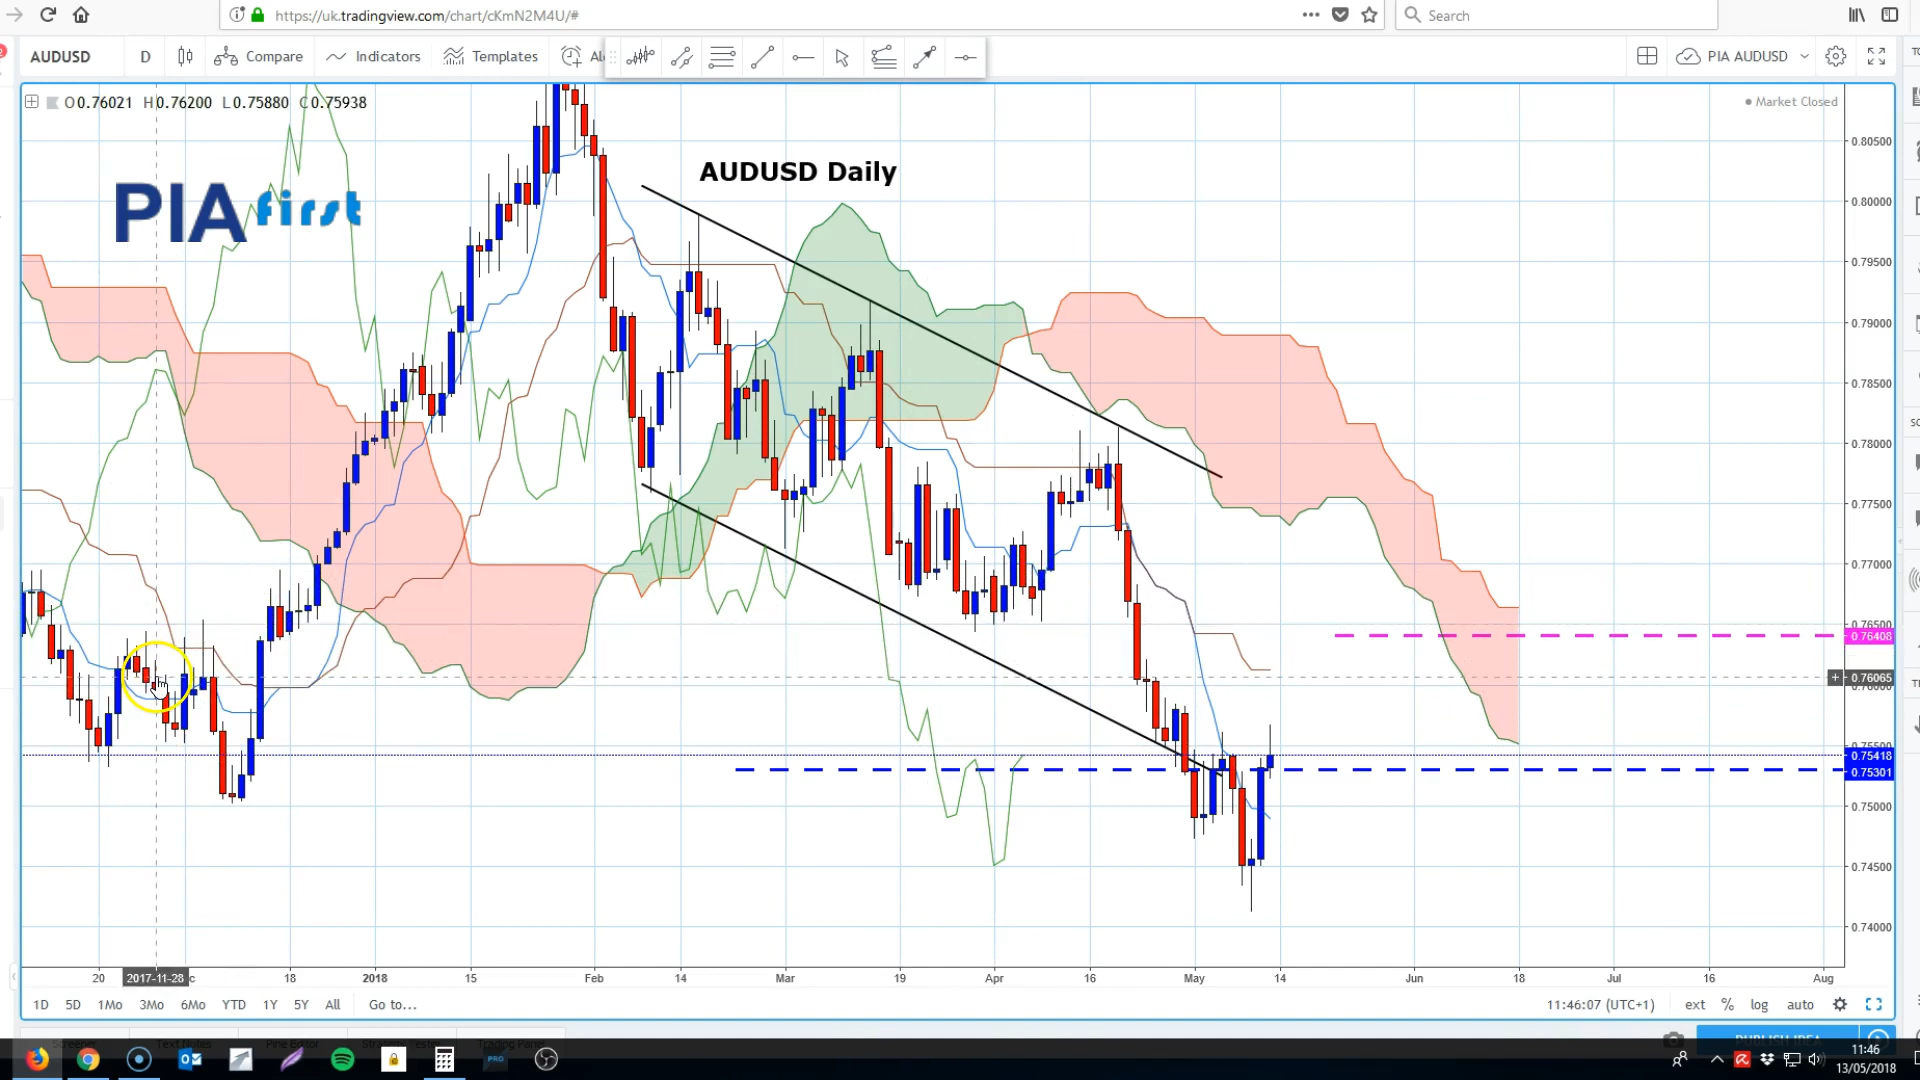 https://uk.tradingview.com/chart/cKmN2M4U/#
Search
AUDUSD D Compare Indicators Templates
PIA AUDUSD
O0.76021 H0.76200 L0.75880 C0.75938
Market Closed
AUDUSD Daily
PIAfirst
0.80500
0.80000
0.79500
0.79000
0.78500
0.78000
0.77500
0.77000
0.76408
0.76065
0.75418
0.75301
0.75000
0.74500
0.74000
20 2017-11-28 18 2018 15 Feb 14 Mar 19 Apr 16 May 14 Jun 18 Jul 16 Aug
1D 5D 1Mo 3Mo 6Mo YTD 1Y 5Y All Go to...
11:46:07 (UTC+1) ext % log auto
PRO
11:46
13/05/2018